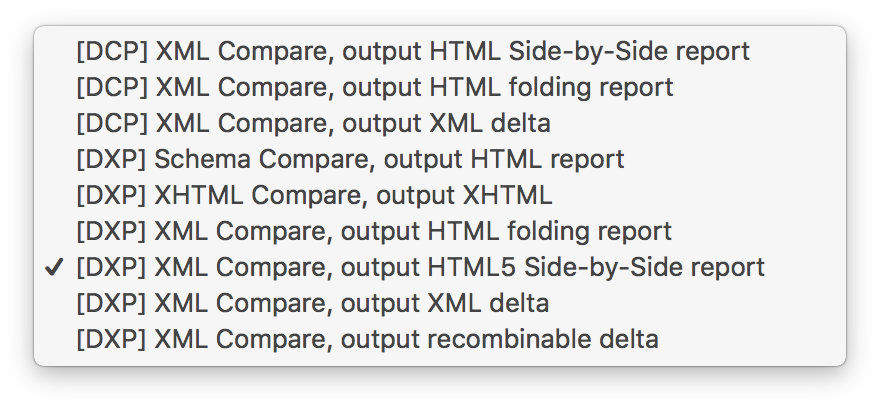 [DCP] XML Compare, output HTML Side-by-Side report
[DCP] XML Compare, output HTML folding report
[DCP] XML Compare, output XML delta
[DXP] Schema Compare, output HTML report
[DXP] XHTML Compare, output XHTML
[DXP] XML Compare, output HTML folding report
✓ [DXP] XML Compare, output HTML5 Side-by-Side report
[DXP] XML Compare, output XML delta
[DXP] XML Compare, output recombinable delta